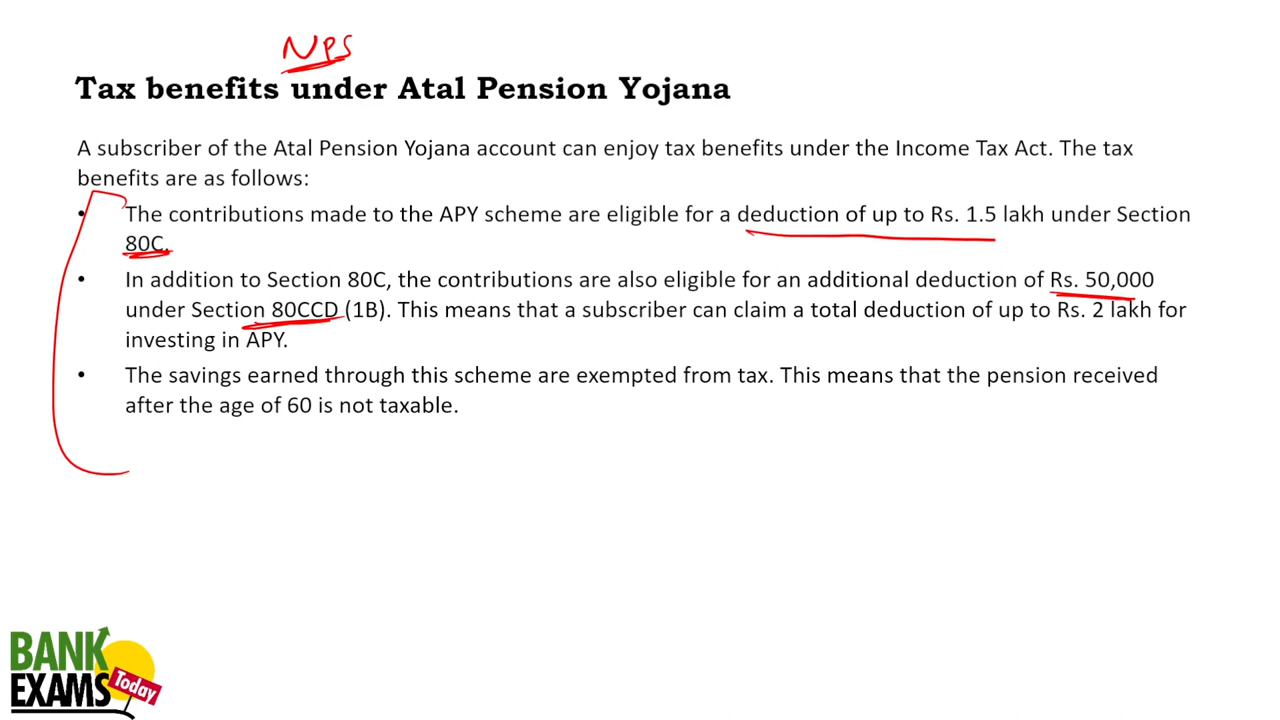 NPS
Tax benefits under Atal Pension Yojana
A subscriber of the Atal Pension Yojana account can enjoy tax benefits under the Income Tax Act. The tax
benefits are as follows:
• The contributions made to the APY scheme are eligible for a deduction of up to Rs. 1.5 lakh under Section
80C.
• In addition to Section 80C, the contributions are also eligible for an additional deduction of Rs. 50,000
under Section 80CCD (1B). This means that a subscriber can claim a total deduction of up to Rs. 2 lakh for
investing in APY.
• The savings earned through this scheme are exempted from tax. This means that the pension received
after the age of 60 is not taxable.
BANK
EXAMS
Today